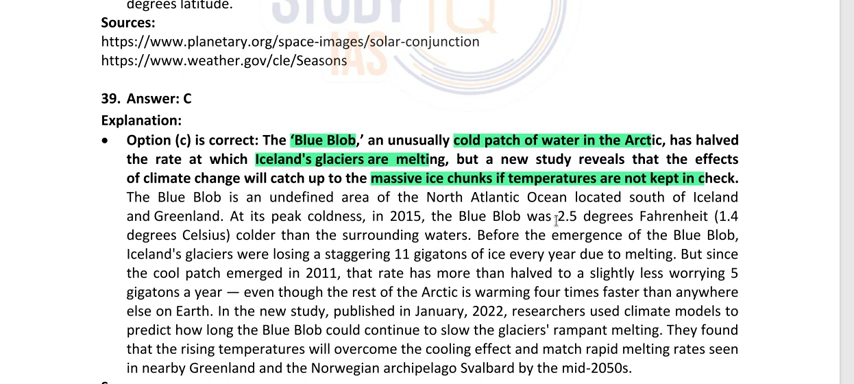 degrees latitude.
STUDY IQ
IAS
Sources:
https://www.planetary.org/space-images/solar-conjunction
https://www.weather.gov/cle/Seasons
39. Answer: C
Explanation:
• Option (c) is correct: The ‘Blue Blob,’ an unusually cold patch of water in the Arctic, has halved
the rate at which Iceland's glaciers are melting, but a new study reveals that the effects
of climate change will catch up to the massive ice chunks if temperatures are not kept in check.
The Blue Blob is an undefined area of the North Atlantic Ocean located south of Iceland
and Greenland. At its peak coldness, in 2015, the Blue Blob was 2.5 degrees Fahrenheit (1.4
degrees Celsius) colder than the surrounding waters. Before the emergence of the Blue Blob,
Iceland's glaciers were losing a staggering 11 gigatons of ice every year due to melting. But since
the cool patch emerged in 2011, that rate has more than halved to a slightly less worrying 5
gigatons a year — even though the rest of the Arctic is warming four times faster than anywhere
else on Earth. In the new study, published in January, 2022, researchers used climate models to
predict how long the Blue Blob could continue to slow the glaciers' rampant melting. They found
that the rising temperatures will overcome the cooling effect and match rapid melting rates seen
in nearby Greenland and the Norwegian archipelago Svalbard by the mid-2050s.